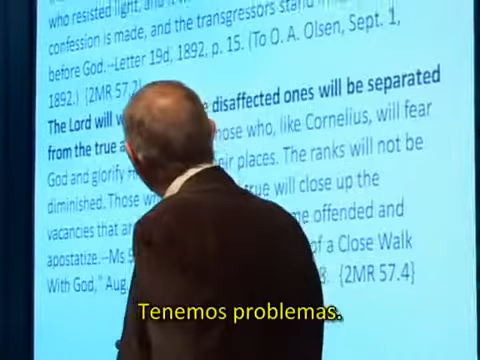 who resisted light, and it w
confession is made, and the transgressors stand
before God.--Letter 19d, 1892, p. 15. (To O. A. Olsen, Sept. 1,
1892.) {2MR 57.
The Lord will w disaffected ones will be separated
from the true a hose who, like Cornelius, will fear
God and glorify eir places. The ranks will not be
diminished. Those w true will close up the
vacancies that ar me offended and
apostatize.--Ms of a Close Walk
With God," Aug. {2MR 57.4}
Tenemos problemas.